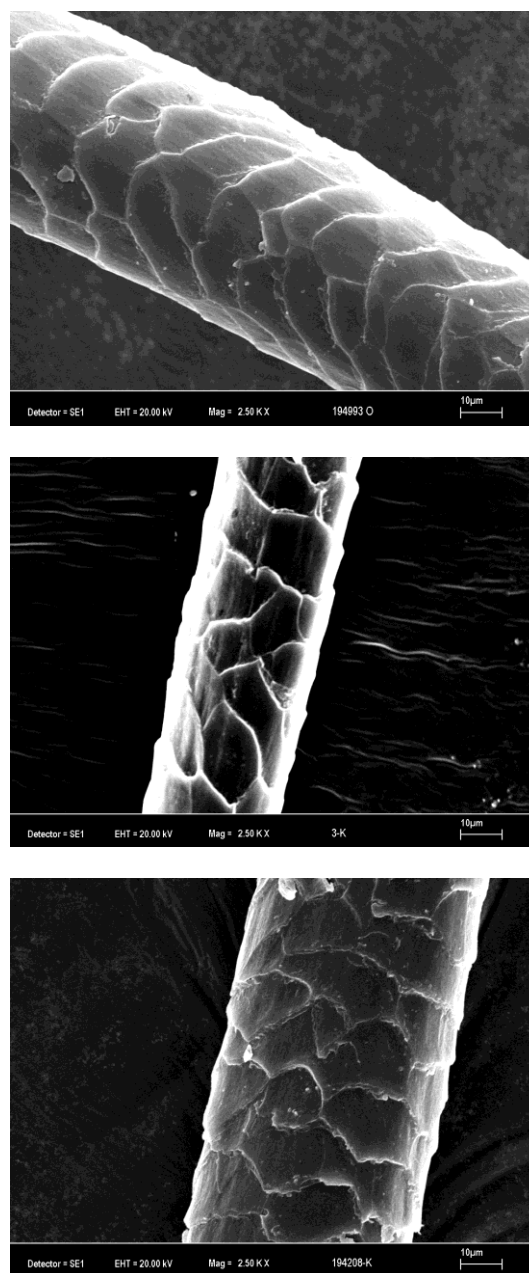 10µm
Detector = SE1 EHT = 20.00 kV Mag = 2.50 K X 194993 O
10µm
Detector = SE1 EHT = 20.00 kV Mag = 2.50 K X 3-K
10µm
Detector = SE1 EHT = 20.00 kV Mag = 2.50 K X 194208-K